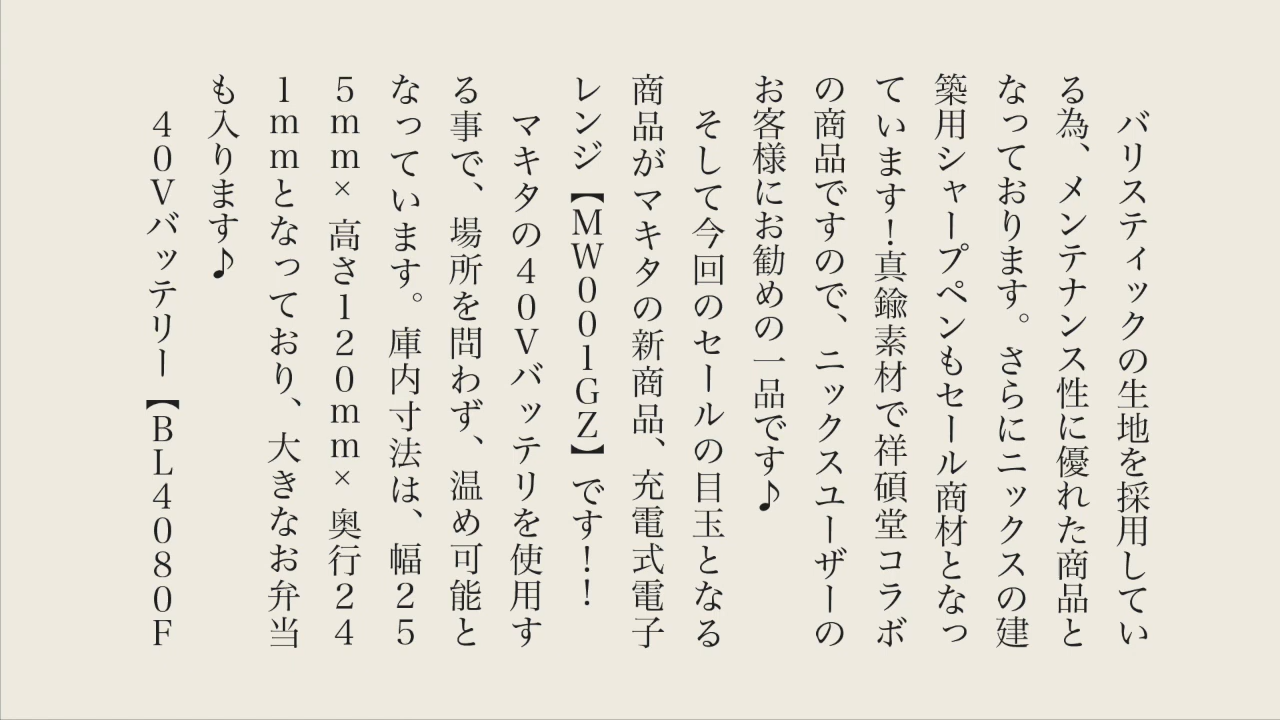 バリスティックの生地を採用してい
る為、メンテナンス性に優れた商品と
なっております。さらにニックスの建
築用シャープペンもセール商材となっ
ています！真鍮素材で祥碩堂コラボ
の商品ですので、ニックスユーザーの
お客様にお勧めの一品です♪
　そして今回のセールの目玉となる
商品がマキタの新商品、充電式電子
レンジ【ＭＷ００１ＧＺ】です！！
　マキタの４０Ｖバッテリを使用す
る事で、場所を問わず、温め可能と
なっています。庫内寸法は、幅２５
５ｍｍ×高さ１２０ｍｍ×奥行２４
１ｍｍとなっており、大きなお弁当
も入ります♪
　４０Ｖバッテリー【ＢＬ４０８０Ｆ